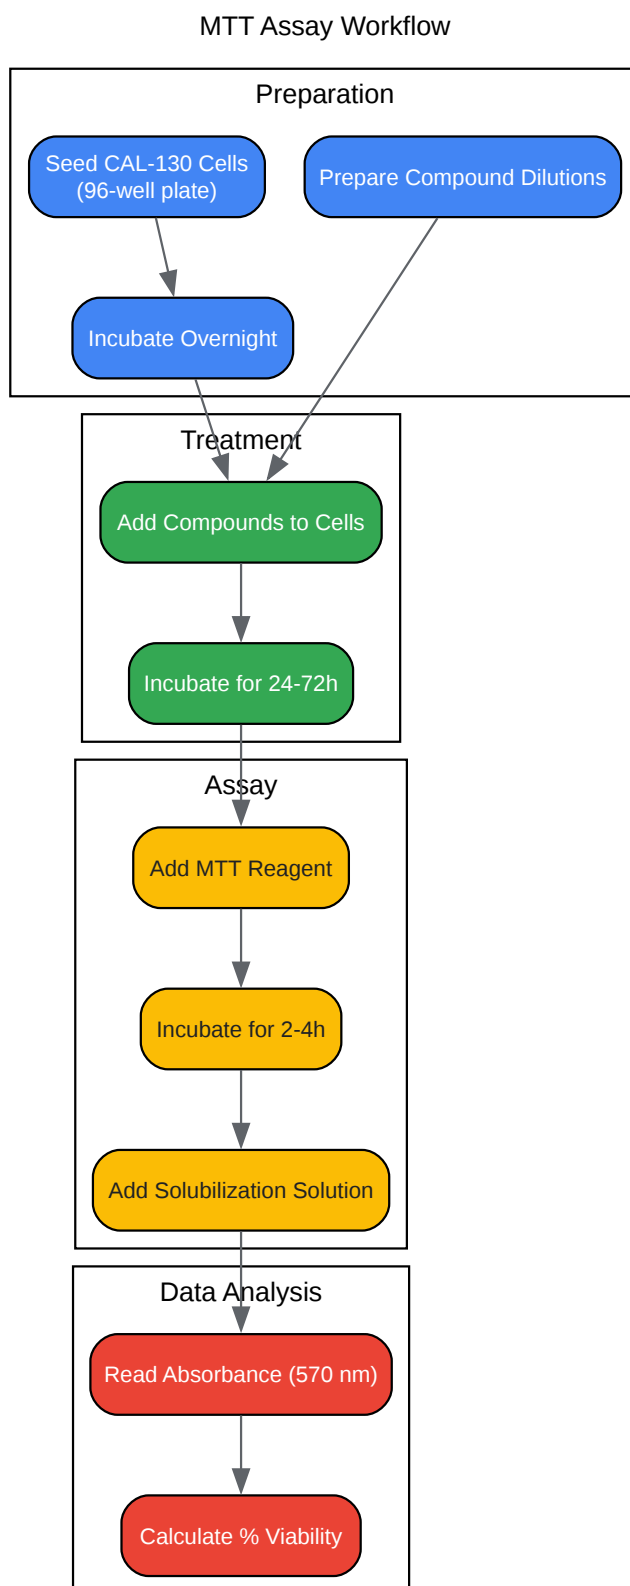 MTT Assay Workflow
Preparation
Seed CAL-130 Cells
(96-well plate)
Prepare Compound Dilutions
Incubate Overnight
Treatment
Add Compounds to Cells
Incubate for 24-72h
Assay
Add MTT Reagent
Incubate for 2-4h
Add Solubilization Solution
Data Analysis
Read Absorbance (570 nm)
Calculate % Viability